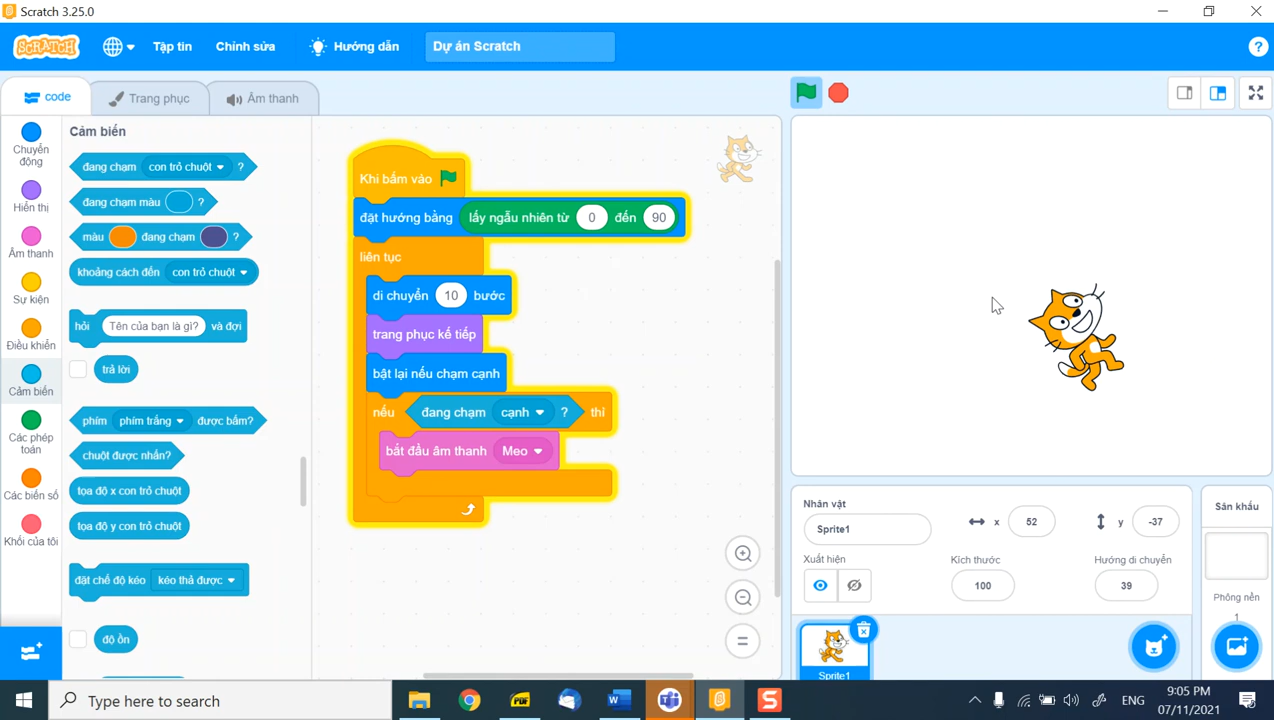 Scratch 3.25.0
SCRATCH
Tập tin
Chỉnh sửa
Hướng dẫn
Dự án Scratch
?
code
Trang phục
Âm thanh
Chuyển động
Hiển thị
Âm thanh
Sự kiện
Điều khiển
Cảm biến
Các phép toán
Các biến số
Khối của tôi
Cảm biến
đang chạm con trỏ chuột ?
đang chạm màu ?
màu đang chạm ?
khoảng cách đến con trỏ chuột
hỏi Tên của bạn là gì? và đợi
trả lời
phím phím trắng được bấm?
chuột được nhấn?
tọa độ x con trỏ chuột
tọa độ y con trỏ chuột
đặt chế độ kéo kéo thả được
độ ồn
Khi bấm vào
đặt hướng bằng lấy ngẫu nhiên từ 0 đến 90
liên tục
di chuyển 10 bước
trang phục kế tiếp
bật lại nếu chạm cạnh
nếu đang chạm cạnh ? thì
bắt đầu âm thanh Meo
Nhân vật
Sprite1
x 52
y -37
Xuất hiện
Kích thước
100
Hướng di chuyển
39
Sprite1
Sân khấu
Phông nền
1
Type here to search
PDF
W
S
ENG
9:05 PM
07/11/2021